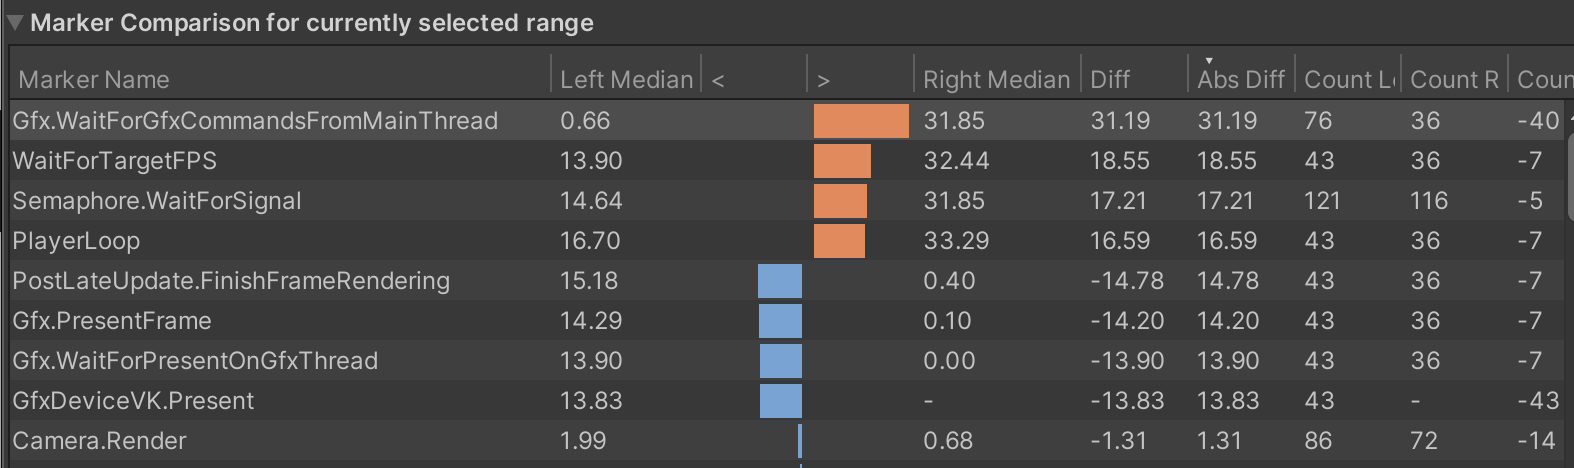 Marker Comparison for currently selected range
Marker Name Left Median < > Right Median Diff Abs Diff Count L Count R Coun
Gfx.WaitForGfxCommandsFromMainThread 0.66 31.85 31.19 31.19 76 36 -40
WaitForTargetFPS 13.90 32.44 18.55 18.55 43 36 -7
Semaphore.WaitForSignal 14.64 31.85 17.21 17.21 121 116 -5
PlayerLoop 16.70 33.29 16.59 16.59 43 36 -7
PostLateUpdate.FinishFrameRendering 15.18 0.40 -14.78 14.78 43 36 -7
Gfx.PresentFrame 14.29 0.10 -14.20 14.20 43 36 -7
Gfx.WaitForPresentOnGfxThread 13.90 0.00 -13.90 13.90 43 36 -7
GfxDeviceVK.Present 13.83 - -13.83 13.83 43 - -43
Camera.Render 1.99 0.68 -1.31 1.31 86 72 -14